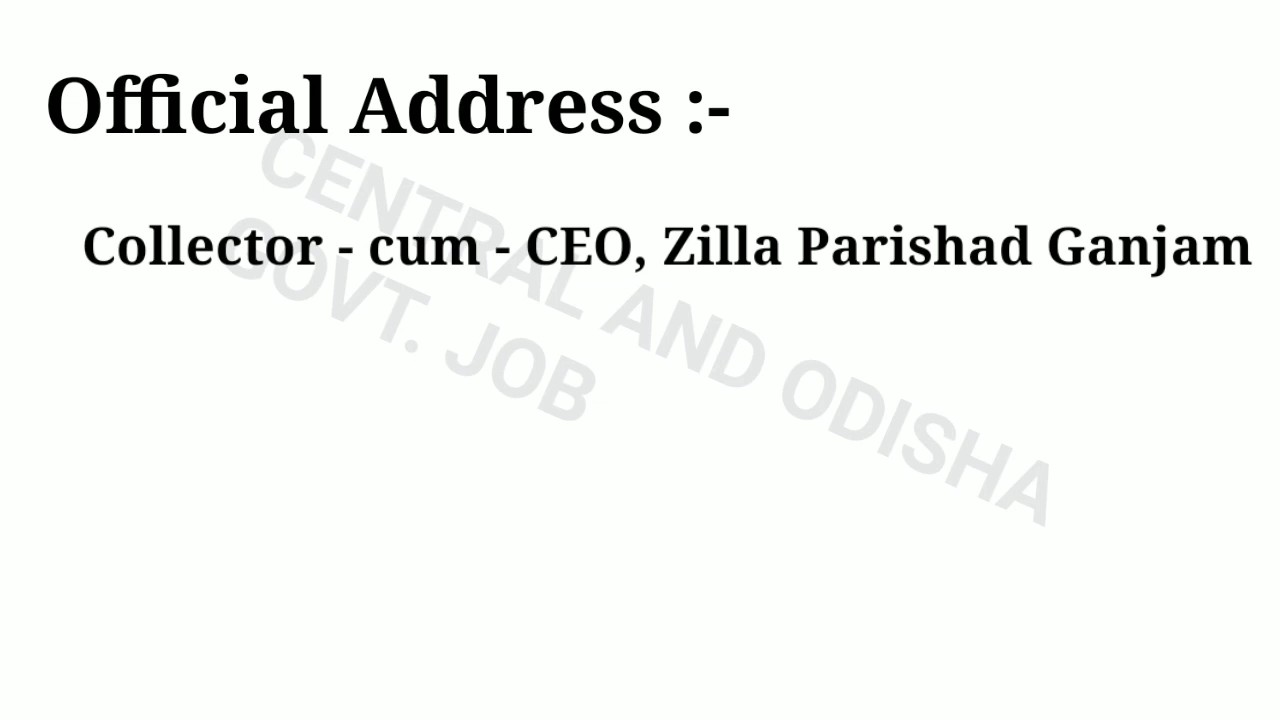 Official Address :-
Collector - cum - CEO, Zilla Parishad Ganjam
CENTRAL AND ODISHA
GOVT. JOB